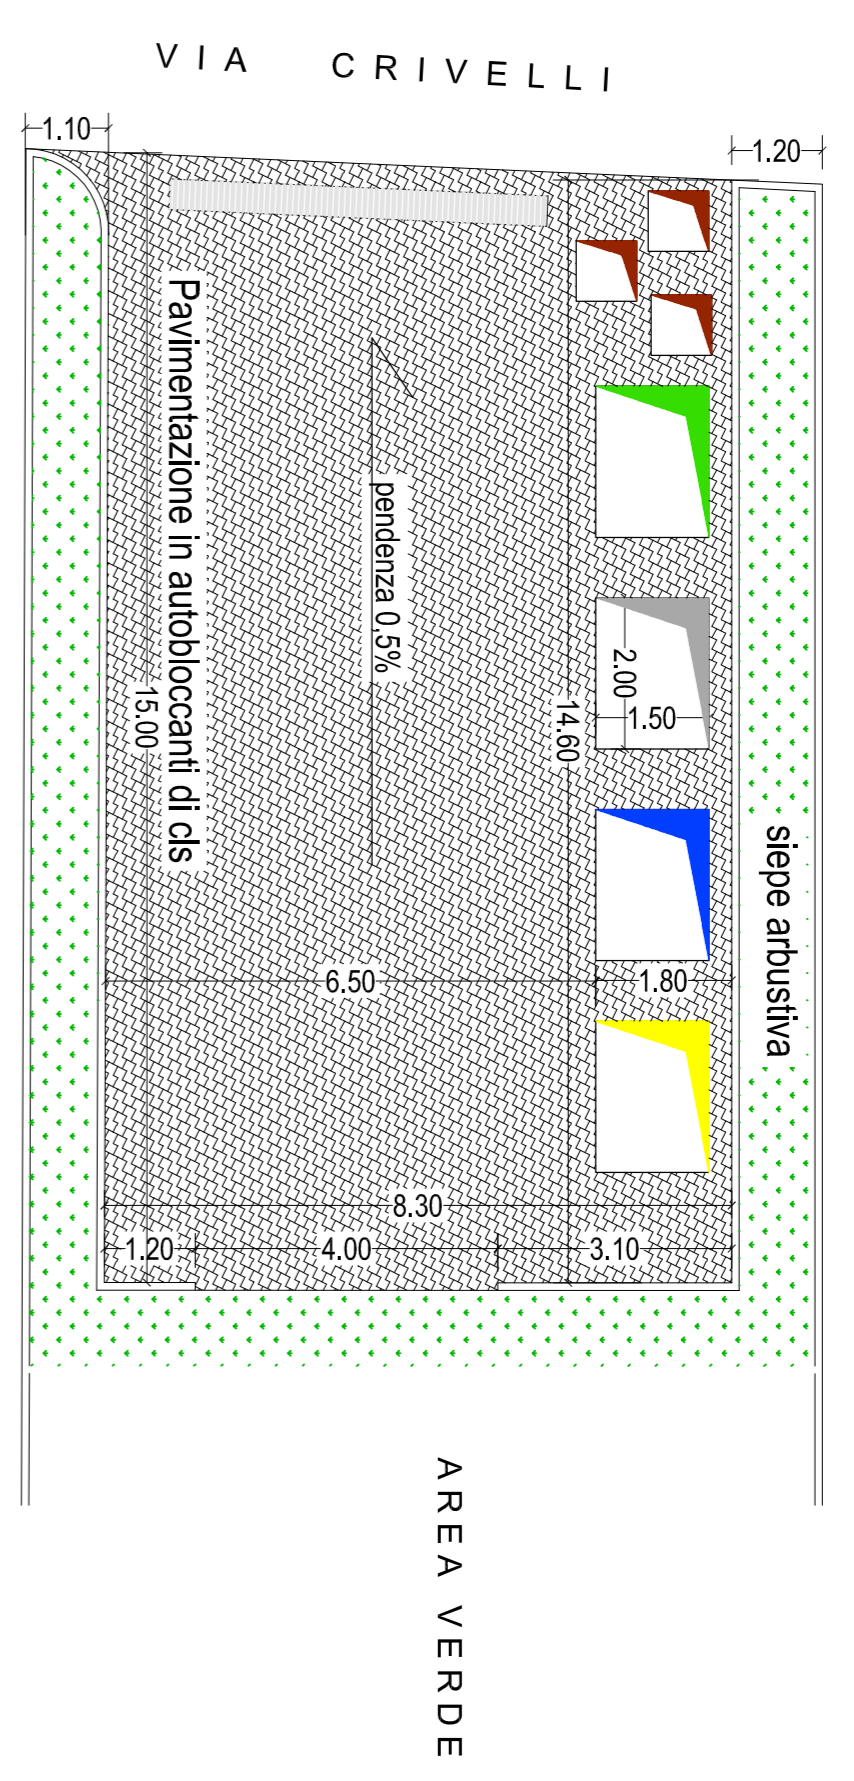 VIA CRIVELLI
1.10
1.20
Pavimentazione in autobloccanti di cls
pendenza 0,5%
2.00
1.50
15.00
14.60
siepe arbustiva
6.50
1.80
8.30
1.20
4.00
3.10
AREA VERDE